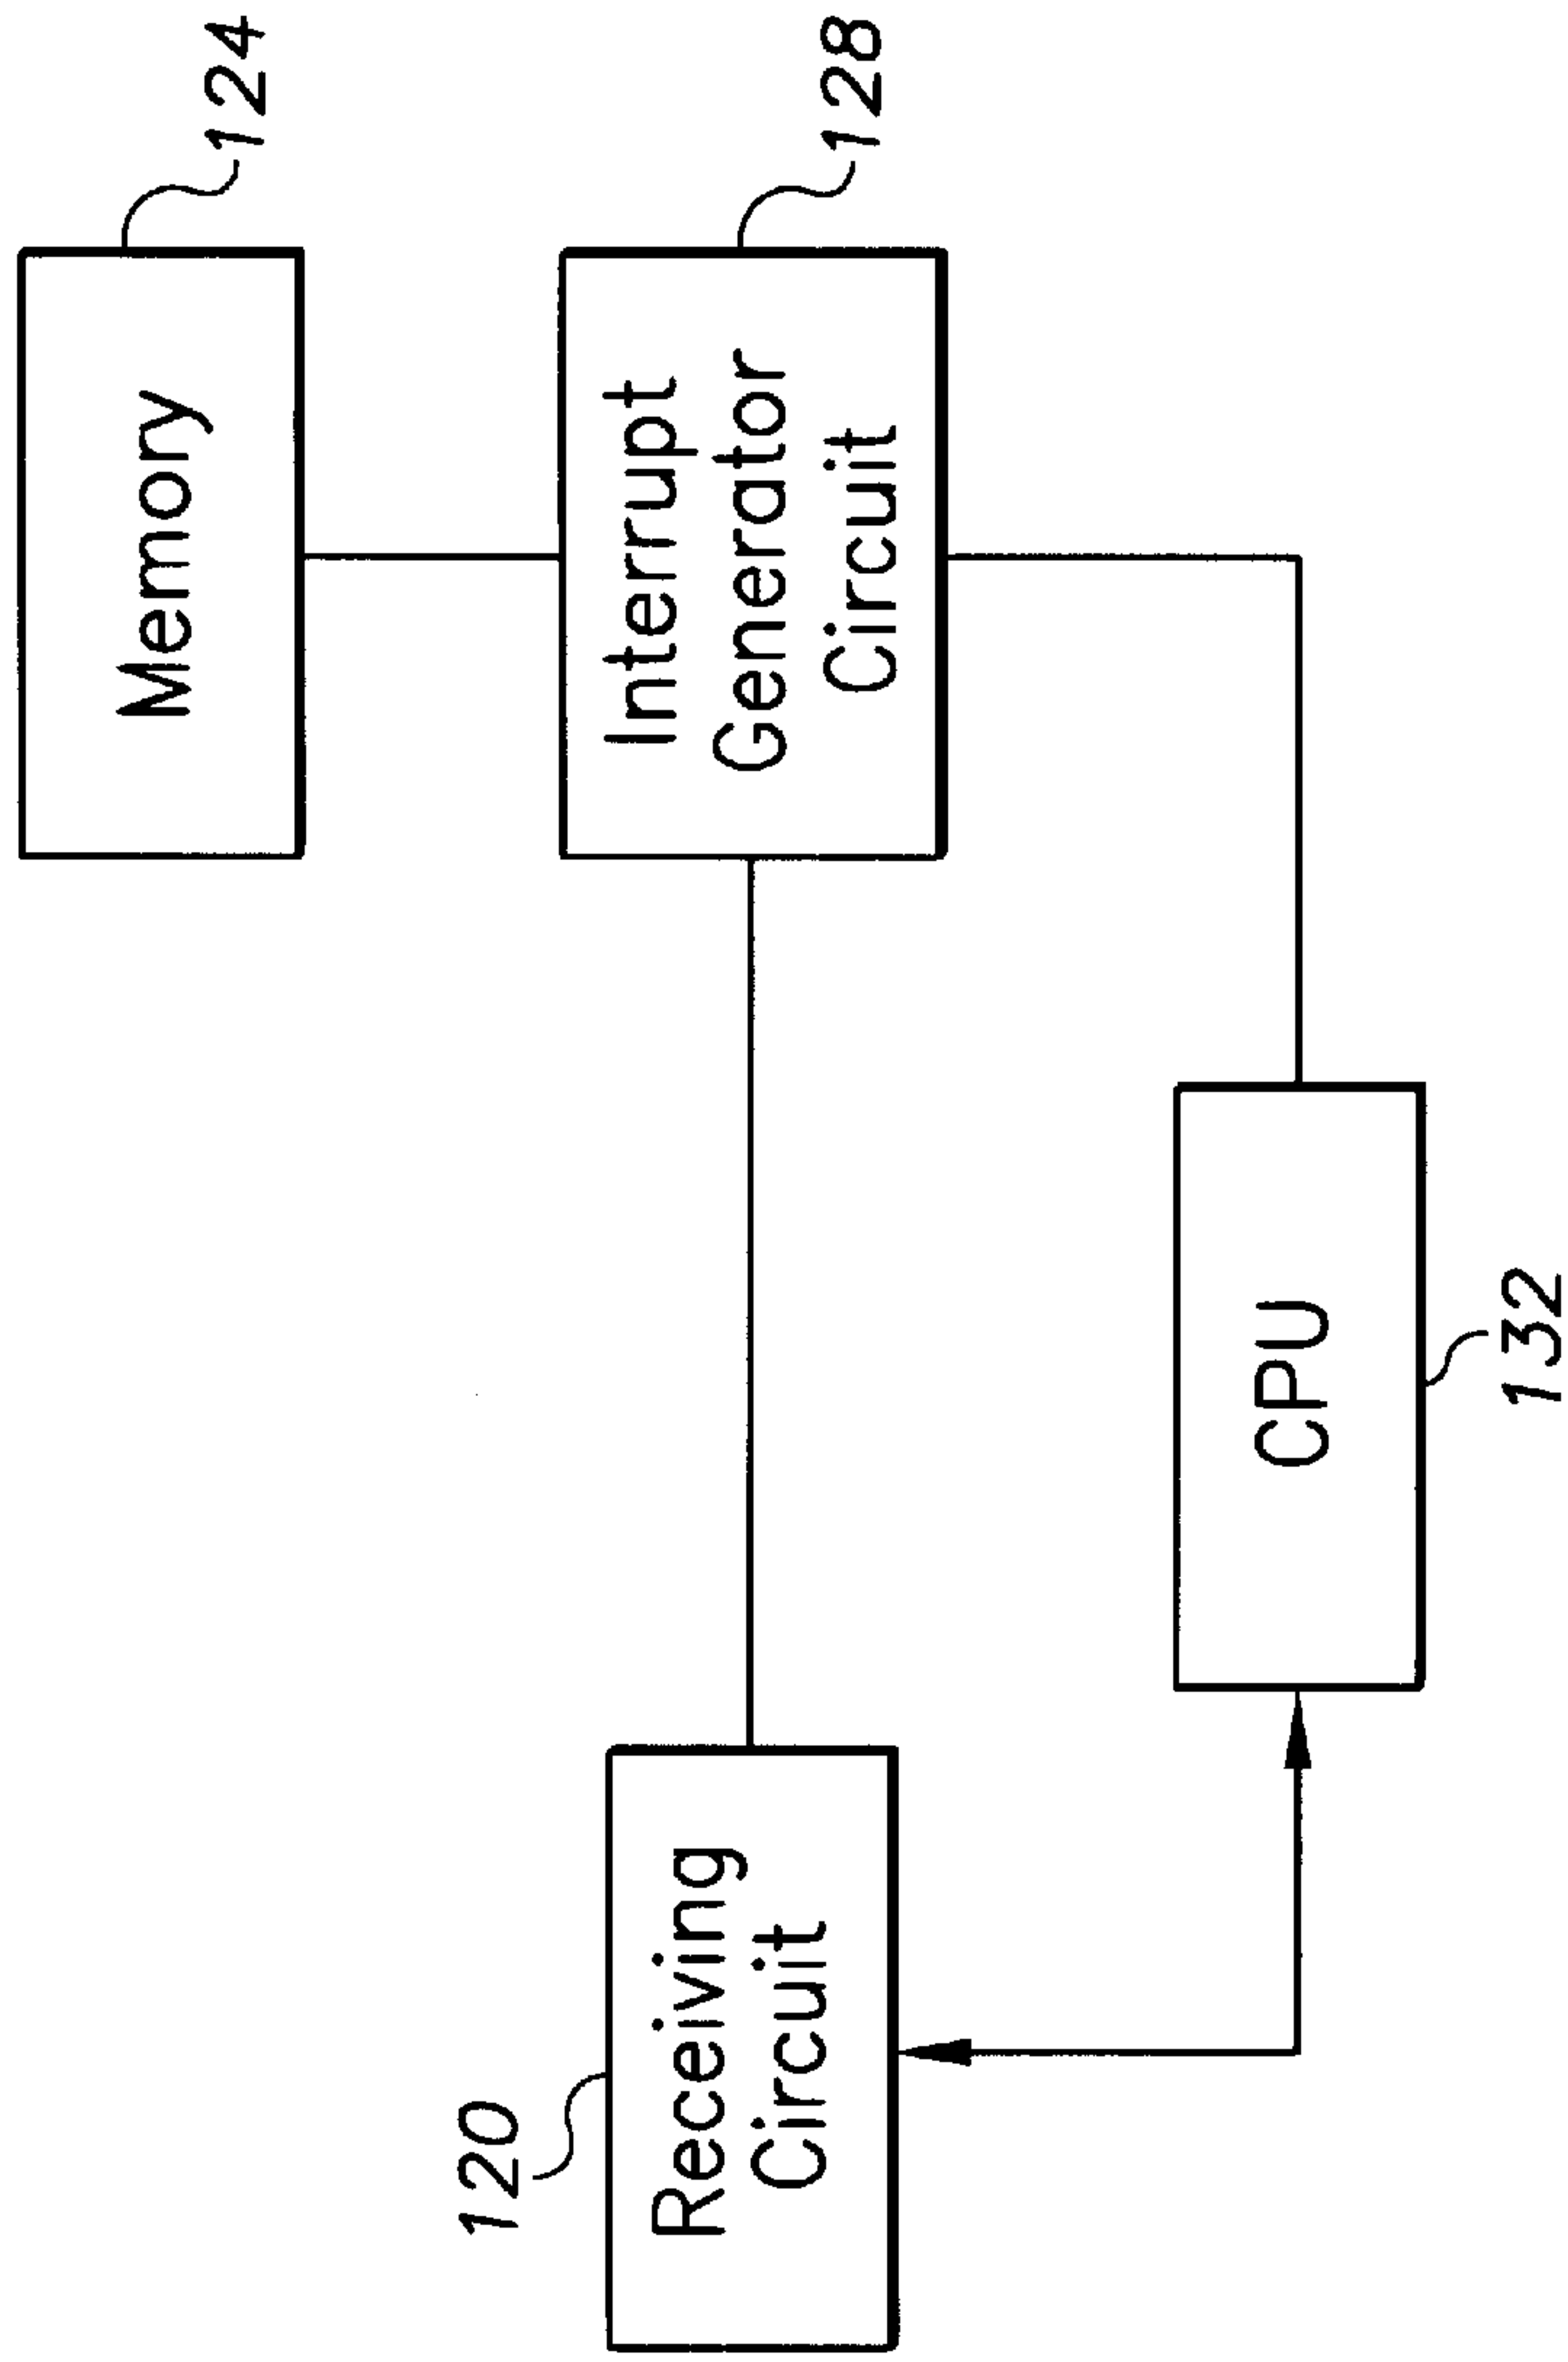 124
Memory
128
Interrupt
Generator
Circuit
120
Receiving
Circuit
CPU
132